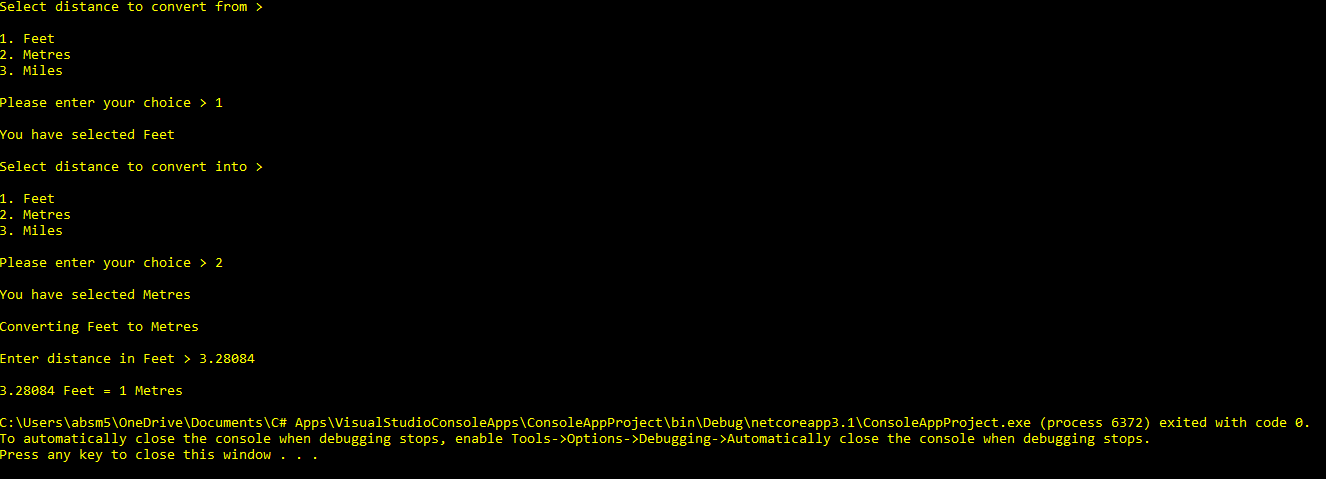 Select distance to convert from >
1. Feet
2. Metres
3. Miles
Please enter your choice > 1
You have selected Feet
Select distance to convert into >
1. Feet
2. Metres
3. Miles
Please enter your choice > 2
You have selected Metres
Converting Feet to Metres
Enter distance in Feet > 3.28084
3.28084 Feet = 1 Metres
C:\Users\absm5\OneDrive\Documents\C# Apps\VisualStudioConsoleApps\ConsoleAppProject\bin\Debug\netcoreapp3.1\ConsoleAppProject.exe (process 6372) exited with code 0.
To automatically close the console when debugging stops, enable Tools->Options->Debugging->Automatically close the console when debugging stops.
Press any key to close this window . . .